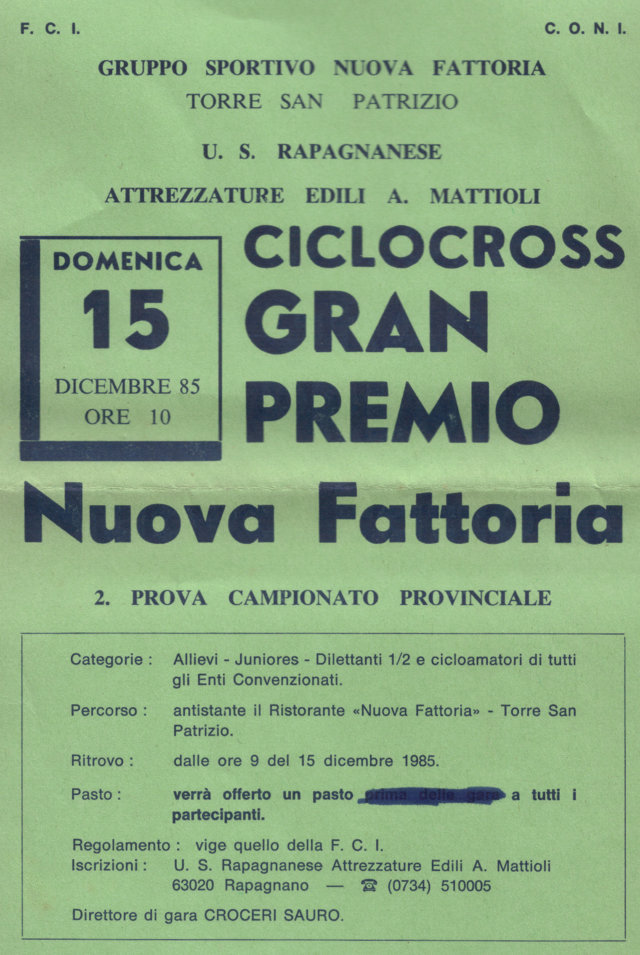 F. C. I. C. O. N. I.
GRUPPO SPORTIVO NUOVA FATTORIA
TORRE SAN PATRIZIO
U. S. RAPAGNANESE
ATTREZZATURE EDILI A. MATTIOLI
DOMENICA
15
DICEMBRE 85
ORE 10
CICLOCROSS
GRAN
PREMIO
Nuova Fattoria
2. PROVA CAMPIONATO PROVINCIALE
Categorie : Allievi - Juniores - Dilettanti 1/2 e cicloamatori di tutti
gli Enti Convenzionati.
Percorso : antistante il Ristorante «Nuova Fattoria» - Torre San
Patrizio.
Ritrovo : dalle ore 9 del 15 dicembre 1985.
Pasto : verrà offerto un pasto prima delle gara a tutti i
partecipanti.
Regolamento : vige quello della F. C. I.
Iscrizioni : U. S. Rapagnanese Attrezzature Edili A. Mattioli
63020 Rapagnano — ☎ (0734) 510005
Direttore di gara CROCERI SAURO.